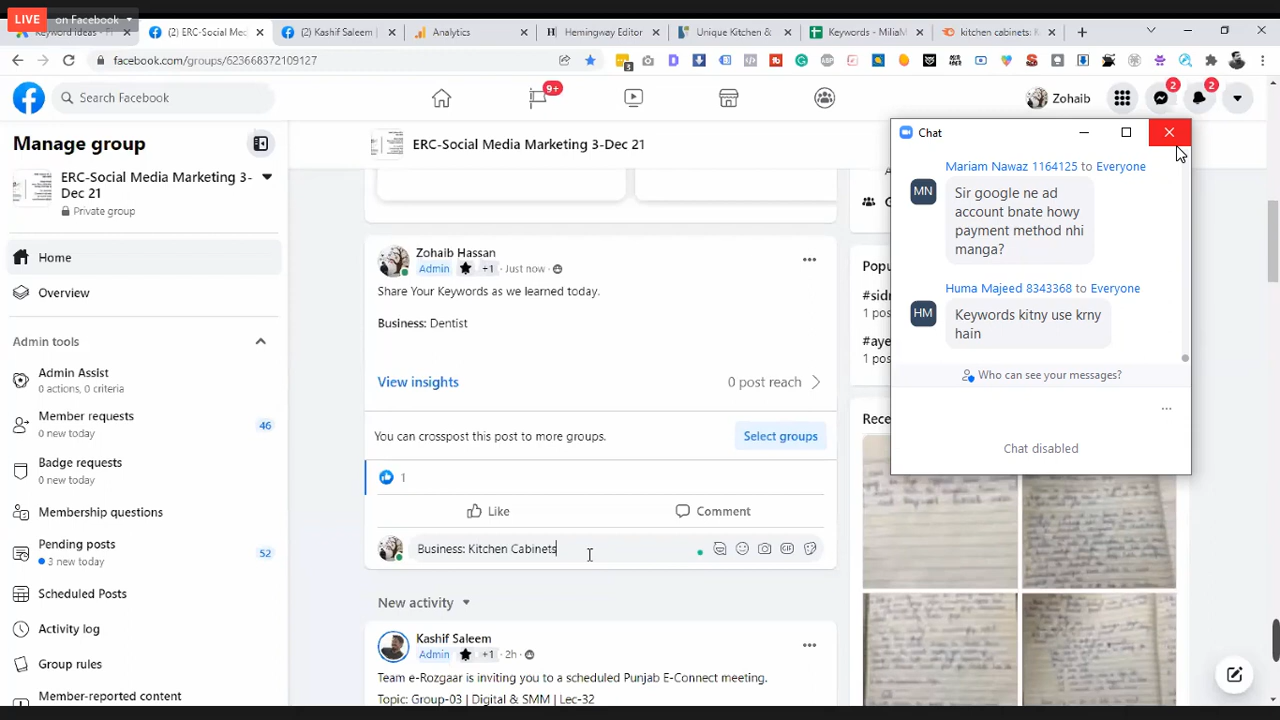 LIVE on Facebook
Keyword Ideas
(2) ERC-Social Med
(2) Kashif Saleem
Analytics
Hemingway Editor
Unique Kitchen &
Keywords - MiliaM
kitchen cabinets: K
facebook.com/groups/623668372109127
Search Facebook
9+
Zohaib
2
2
Manage group
ERC-Social Media Marketing 3-
Dec 21
Private group
Home
Overview
Admin tools
Admin Assist
0 actions, 0 criteria
Member requests
0 new today
46
Badge requests
0 new today
Membership questions
Pending posts
3 new today
52
Scheduled Posts
Activity log
Group rules
Member-reported content
ERC-Social Media Marketing 3-Dec 21
Zohaib Hassan
Admin +1 · Just now ·
Share Your Keywords as we learned today.
Business: Dentist
View insights
0 post reach
You can crosspost this post to more groups.
Select groups
1
Like
Comment
Business: Kitchen Cabinets
New activity
Kashif Saleem
Admin +1 · 2h ·
Team e-Rozgaar is inviting you to a scheduled Punjab E-Connect meeting.
Topic: Group-03 | Digital & SMM | Lec-32
Popu
#sidr
1 pos
#aye
1 pos
Rece
Chat
Mariam Nawaz 1164125 to Everyone
MN
Sir google ne ad
account bnate howy
payment method nhi
manga?
Huma Majeed 8343368 to Everyone
HM
Keywords kitny use krny
hain
Who can see your messages?
Chat disabled